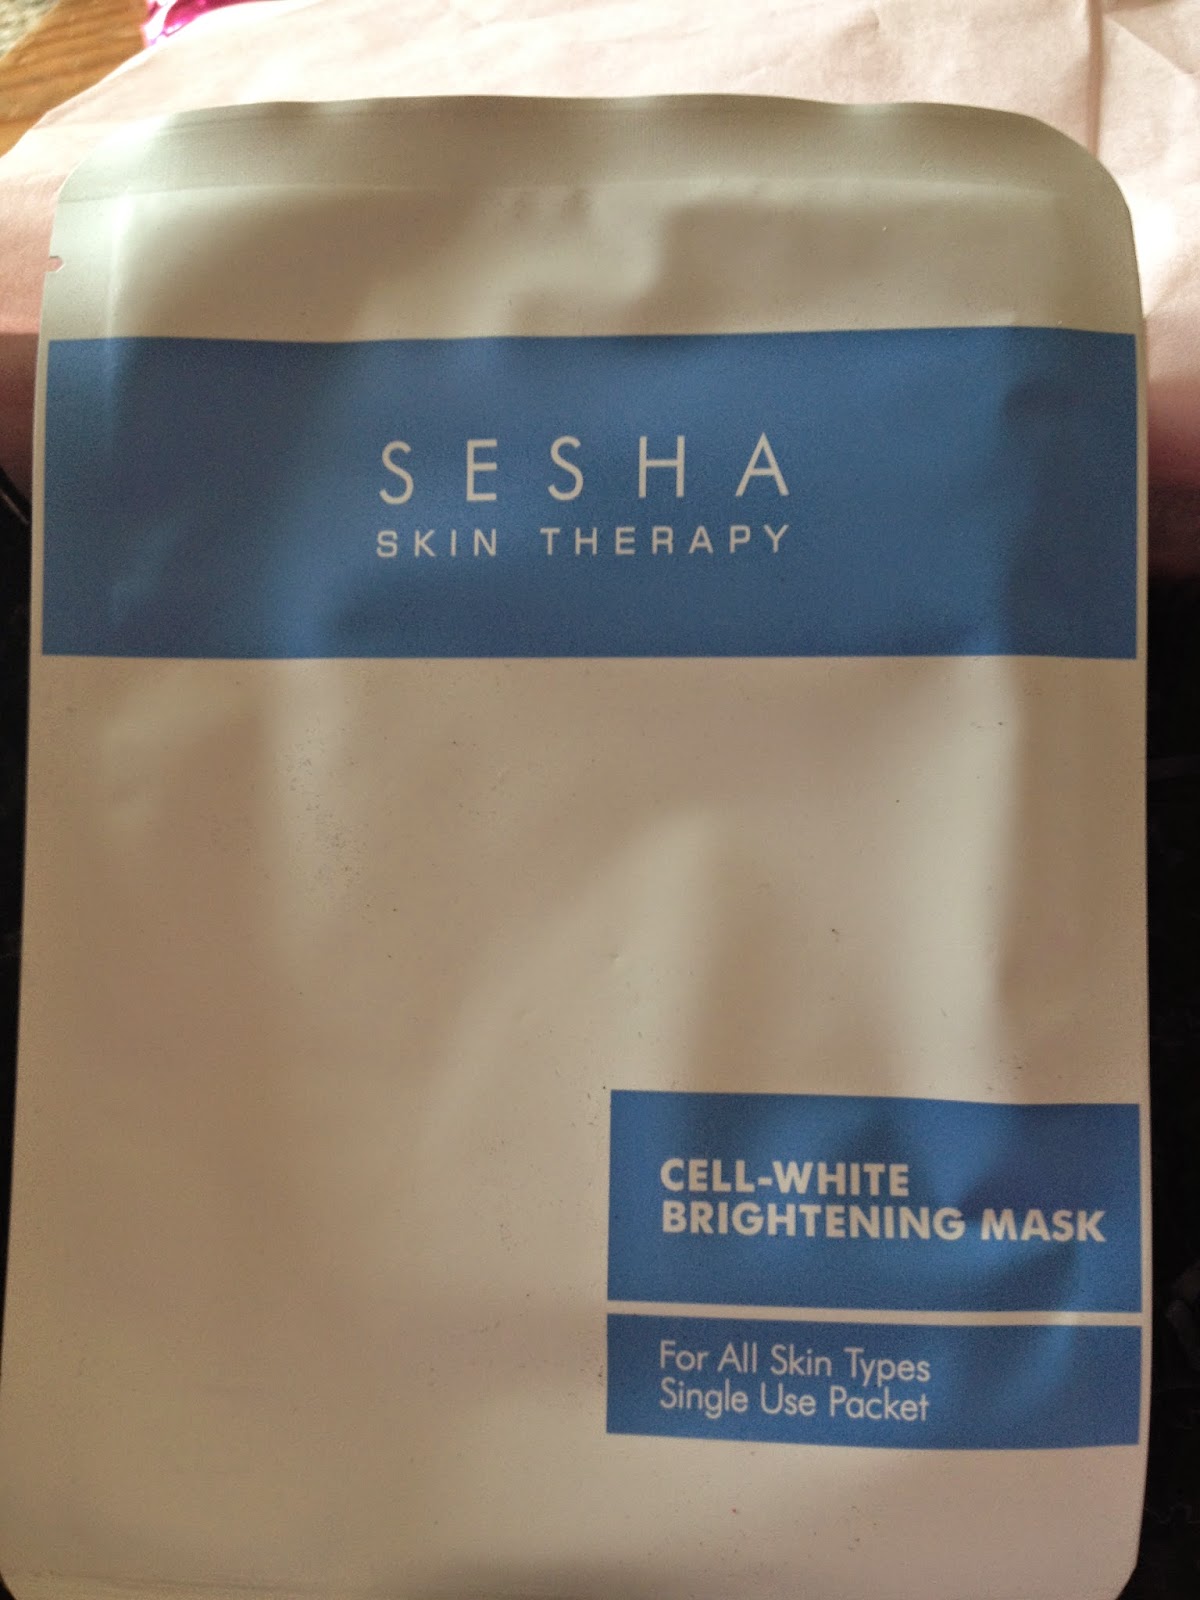 SESHA
SKIN THERAPY
CELL-WHITE
BRIGHTENING MASK
For All Skin Types
Single Use Packet